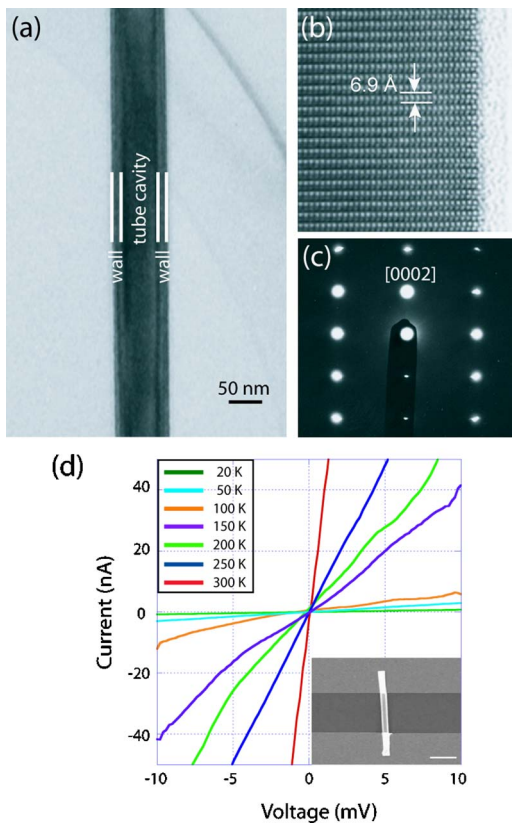 (a)
(b)
6.9 Å
tube cavity
wall
wall
50 nm
(c)
[0002]
(d)
20 K
50 K
100 K
150 K
200 K
250 K
300 K
40
20
0
-20
-40
Current (nA)
-10
-5
0
5
10
Voltage (mV)